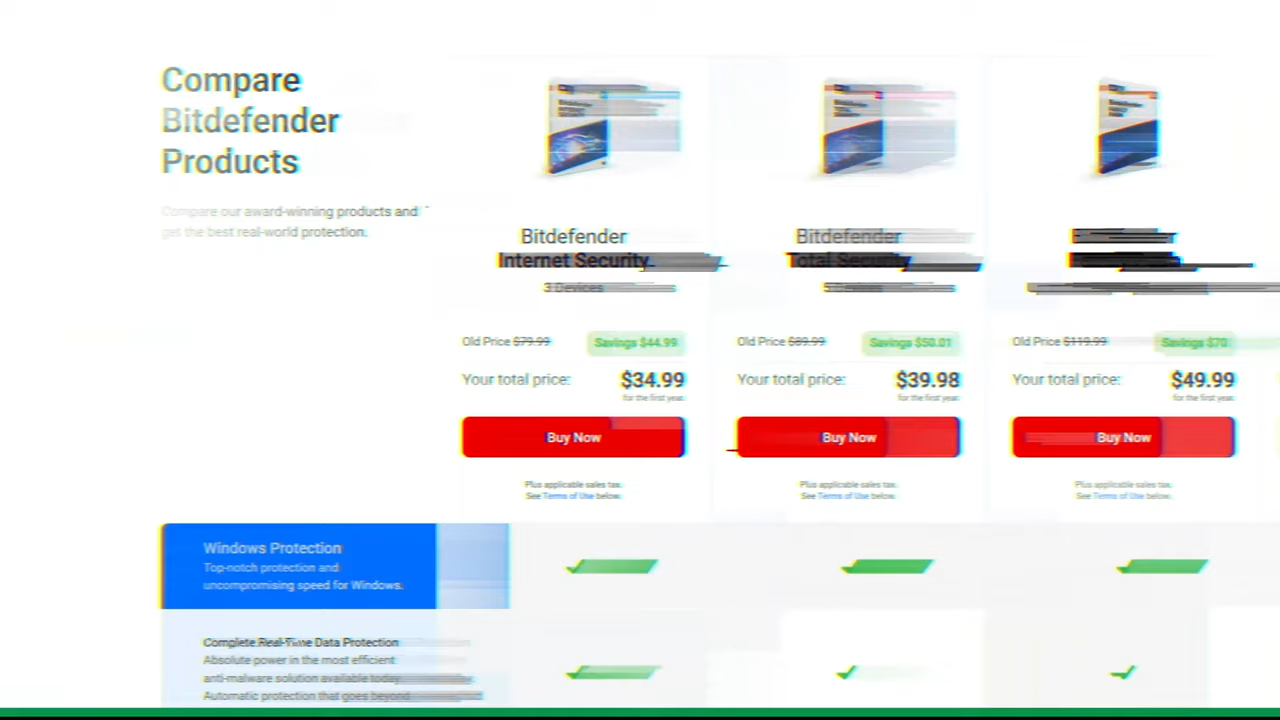 Compare
Bitdefender
Products
Compare our award-winning products and
get the best real-world protection.
Bitdefender
Internet Security
3 Devices
Old Price $79.99
Savings $44.99
Your total price:
$34.99
for the first year.
Buy Now
Plus applicable sales tax.
See Terms of Use below.
Bitdefender
Total Security
Devices
Old Price $89.99
Savings $50.01
Your total price:
$39.98
for the first year.
Buy Now
Plus applicable sales tax.
See Terms of Use below.
Old Price $119.99
Savings $70
Your total price:
$49.99
for the first year.
Buy Now
Plus applicable sales tax.
See Terms of Use below.
Windows Protection
Top-notch protection and
uncompromising speed for Windows.
Complete Real-Time Data Protection
Absolute power in the most efficient
anti-malware solution available today.
Automatic protection that goes beyond